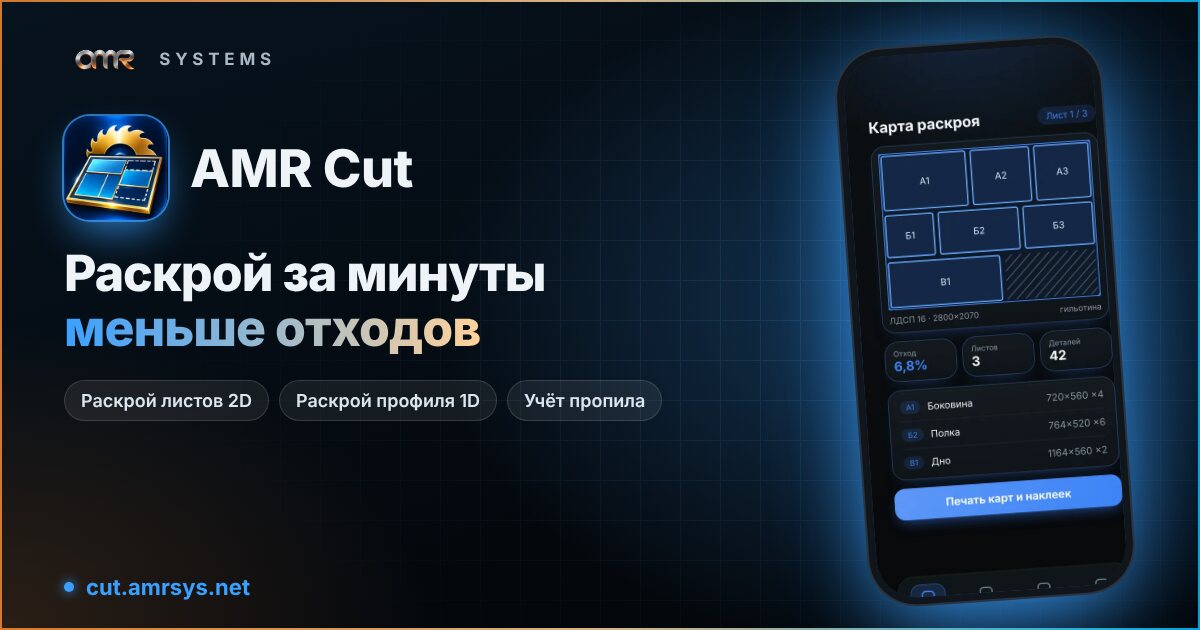 AMR SYSTEMS
AMR Cut
Раскрой за минуты
меньше отходов
Раскрой листов 2D
Раскрой профиля 1D
Учёт пропила
cut.amrsys.net
Карта раскроя
Лист 1 / 3
А1
А2
А3
Б1
Б2
Б3
В1
ЛДСП 16 · 2800×2070
гильотина
Отход
6,8%
Листов
3
Деталей
42
А1 Боковина 720×560 ×4
Б2 Полка 764×520 ×6
В1 Дно 1164×560 ×2
Печать карт и наклеек